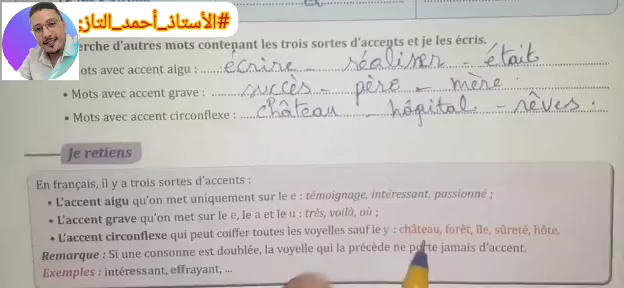 #الأستاذ_أحمد_التازي
erche d'autres mots contenant les trois sortes d'accents et je les écris.
ots avec accent aigu : écrire - réaliser - était
• Mots avec accent grave : succès - père - mère
• Mots avec accent circonflexe : château - hôpital - rêves.
Je retiens
En français, il y a trois sortes d'accents :
• L'accent aigu qu'on met uniquement sur le e : témoignage, intéressant, passionné ;
• L'accent grave qu'on met sur le e, le a et le u : très, voilà, où ;
• L'accent circonflexe qui peut coiffer toutes les voyelles sauf le y : château, forêt, île, sûreté, hôte.
Remarque : Si une consonne est doublée, la voyelle qui la précède ne porte jamais d'accent.
Exemples : intéressant, effrayant, ...